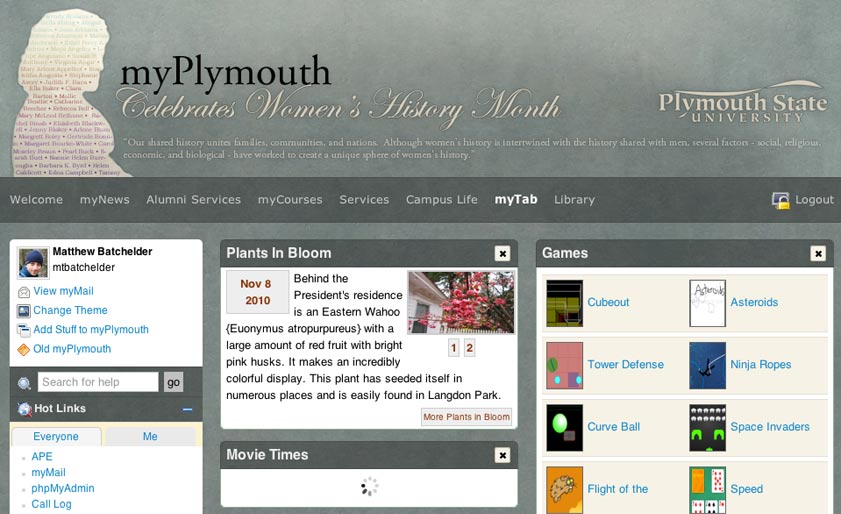 myPlymouth
Celebrates Women's History Month
Plymouth State
UNIVERSITY
"Our shared history unites families, communities, and nations. Although women's history is intertwined with the history shared with men, several factors - social, religious,
economic, and biological - have worked to create a unique sphere of women's history."
Welcome
myNews
Alumni Services
myCourses
Services
Campus Life
myTab
Library
Logout
Matthew Batchelder
mtbatchelder
View myMail
Change Theme
Add Stuff to myPlymouth
Old myPlymouth
Search for help
go
Hot Links
Everyone
Me
APE
myMail
phpMyAdmin
Call Log
Plants In Bloom
Nov 8
2010
Behind the
President's residence
is an Eastern Wahoo
{Euonymus atropurpureus} with a
large amount of red fruit with bright
pink husks. It makes an incredibly
colorful display. This plant has seeded itself in
numerous places and is easily found in Langdon Park.
1 2
More Plants in Bloom
Movie Times
Games
Cubeout
Asteroids
Tower Defense
Ninja Ropes
Curve Ball
Space Invaders
Flight of the
Speed